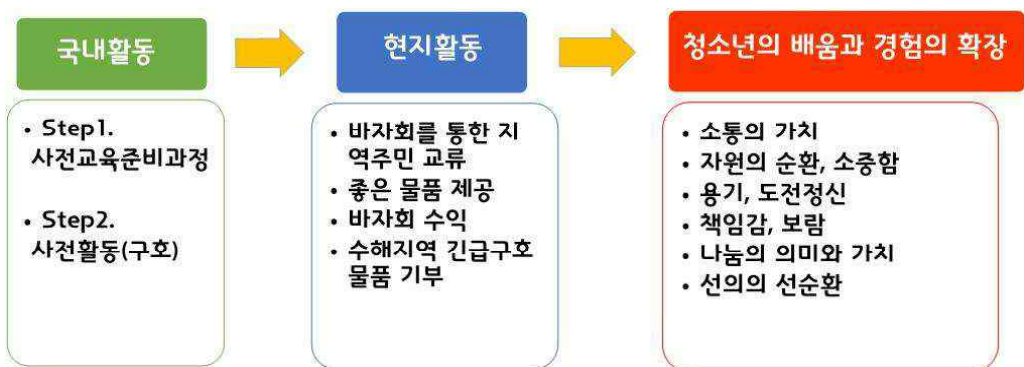 국내활동
• Step1.
사전교육준비과정
• Step2.
사전활동(구호)
현지활동
• 바자회를 통한 지
역주민 교류
• 좋은 물품 제공
• 바자회 수익
• 수해지역 긴급구호
물품 기부
청소년의 배움과 경험의 확장
• 소통의 가치
• 자원의 순환, 소중함
• 용기, 도전정신
• 책임감, 보람
• 나눔의 의미와 가치
• 선의의 선순환